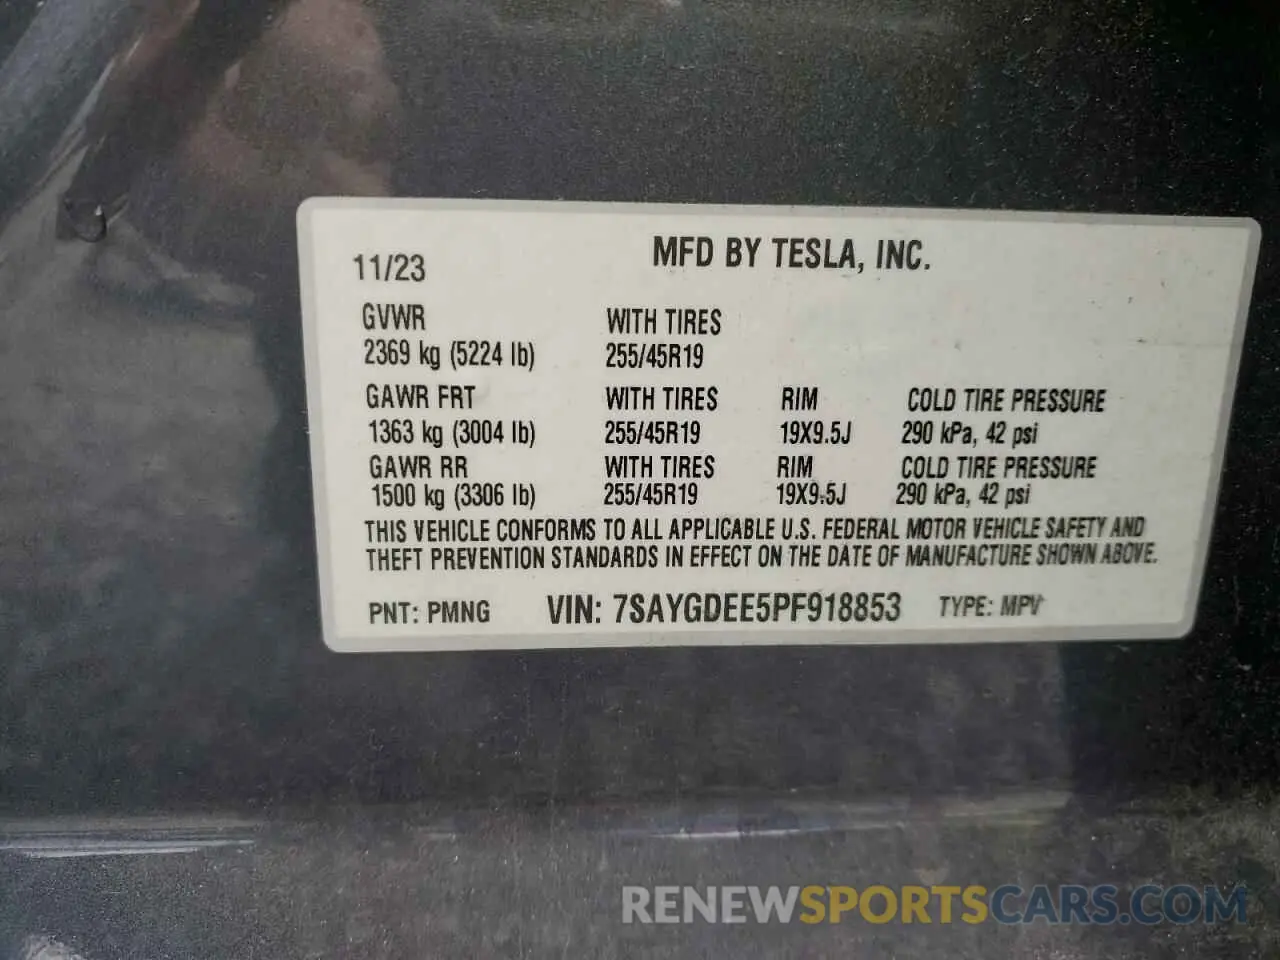 MFD BY TESLA, INC.
11/23
GVWR WITH TIRES
2369 kg (5224 lb) 255/45R19
GAWR FRT WITH TIRES RIM COLD TIRE PRESSURE
1363 kg (3004 lb) 255/45R19 19X9.5J 290 kPa, 42 psi
GAWR RR WITH TIRES RIM COLD TIRE PRESSURE
1500 kg (3306 lb) 255/45R19 19X9.5J 290 kPa, 42 psi
THIS VEHICLE CONFORMS TO ALL APPLICABLE U.S. FEDERAL MOTOR VEHICLE SAFETY AND
THEFT PREVENTION STANDARDS IN EFFECT ON THE DATE OF MANUFACTURE SHOWN ABOVE.
PNT: PMNG VIN: 7SAYGDEE5PF918853 TYPE: MPV
RENEWSPORTSCARS.COM